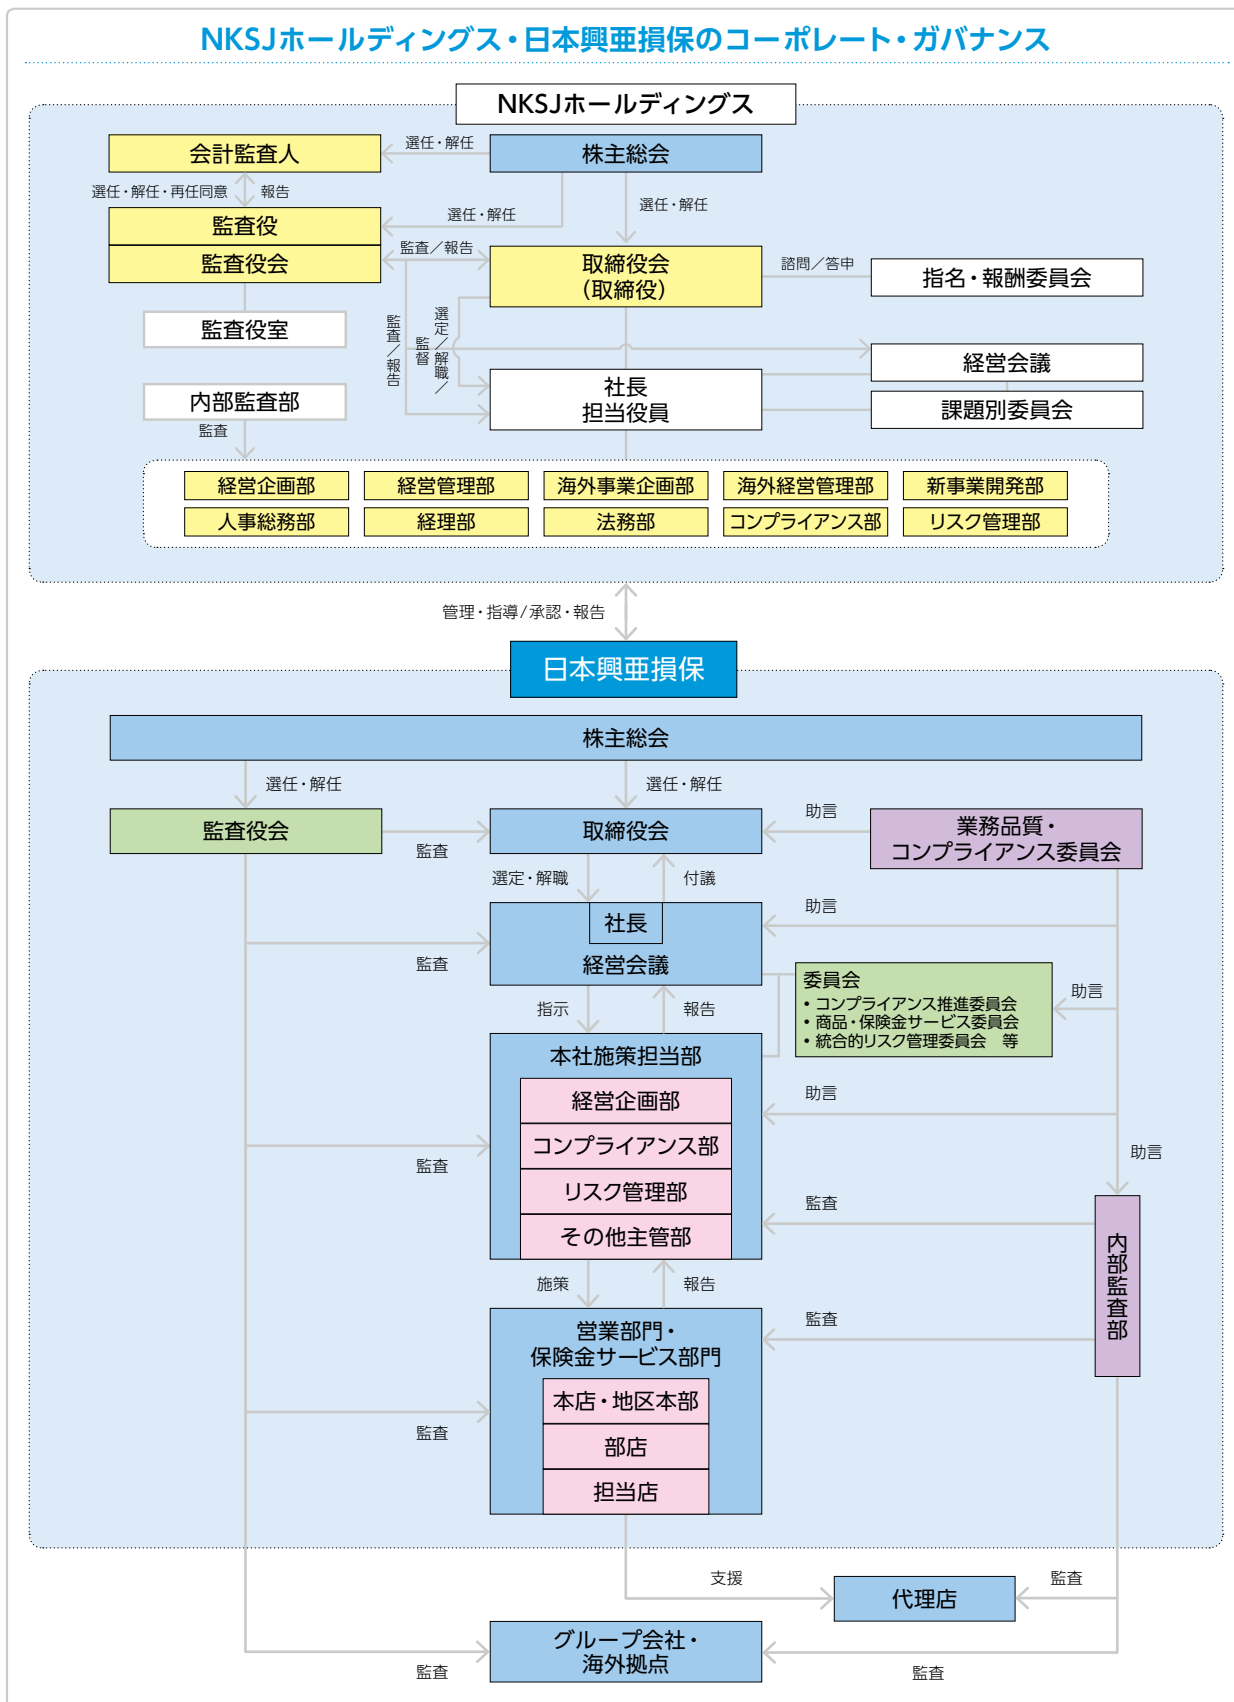 NKSJホールディングス・日本興亜損保のコーポレート・ガバナンス
NKSJホールディングス
会計監査人
選任・解任
株主総会
選任・解任・再任同意
報告
監査役
選任・解任
選任・解任
監査役会
監査／報告
取締役会
（取締役）
諮問／答申
指名・報酬委員会
監査役室
監査／報告
選定／解職／
監督
経営会議
内部監査部
社長
担当役員
課題別委員会
監査
経営企画部
経営管理部
海外事業企画部
海外経営管理部
新事業開発部
人事総務部
経理部
法務部
コンプライアンス部
リスク管理部
管理・指導/承認・報告
日本興亜損保
株主総会
選任・解任
選任・解任
監査役会
監査
取締役会
助言
業務品質・
コンプライアンス委員会
選定・解職
付議
社長
経営会議
監査
助言
委員会
• コンプライアンス推進委員会
• 商品・保険金サービス委員会
• 統合的リスク管理委員会　等
助言
指示
報告
本社施策担当部
経営企画部
コンプライアンス部
リスク管理部
その他主管部
監査
助言
助言
監査
内部監査部
施策
報告
営業部門・
保険金サービス部門
本店・地区本部
部店
担当店
監査
監査
支援
代理店
監査
グループ会社・
海外拠点
監査
監査